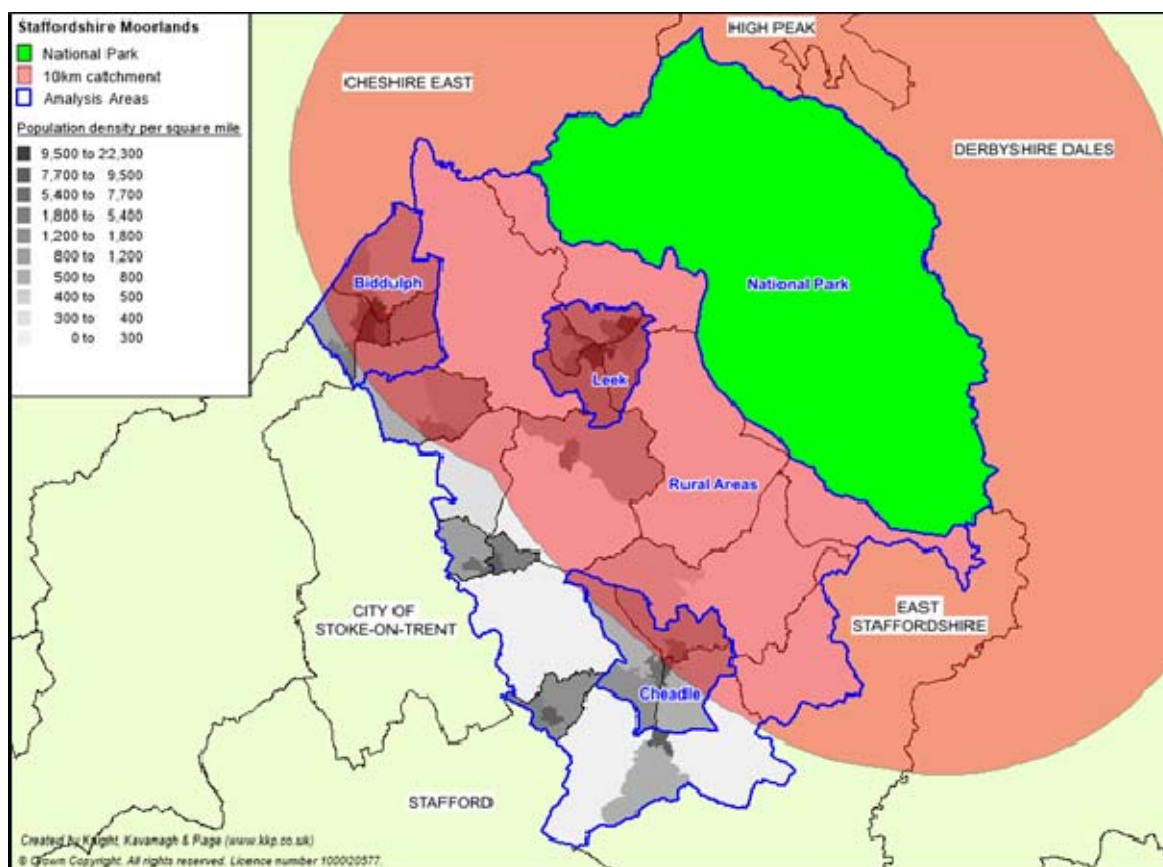 Staffordshire Moorlands
National Park
10km catchment
Analysis Areas
Population density per square mile
9,500 to 22,300
7,700 to 9,500
5,400 to 7,700
1,800 to 5,400
1,200 to 1,800
800 to 1,200
500 to 800
400 to 500
300 to 400
0 to 300
HIGH PEAK
CHESHIRE EAST
DERBYSHIRE DALES
Biddulph
National Park
Leek
Rural Areas
CITY OF
STOKE-ON-TRENT
EAST
STAFFORDSHIRE
Cheadle
STAFFORD
Created by Knight, Kavanagh & Page (www.kkp.co.uk)
© Crown Copyright. All rights reserved. Licence number 100020577.